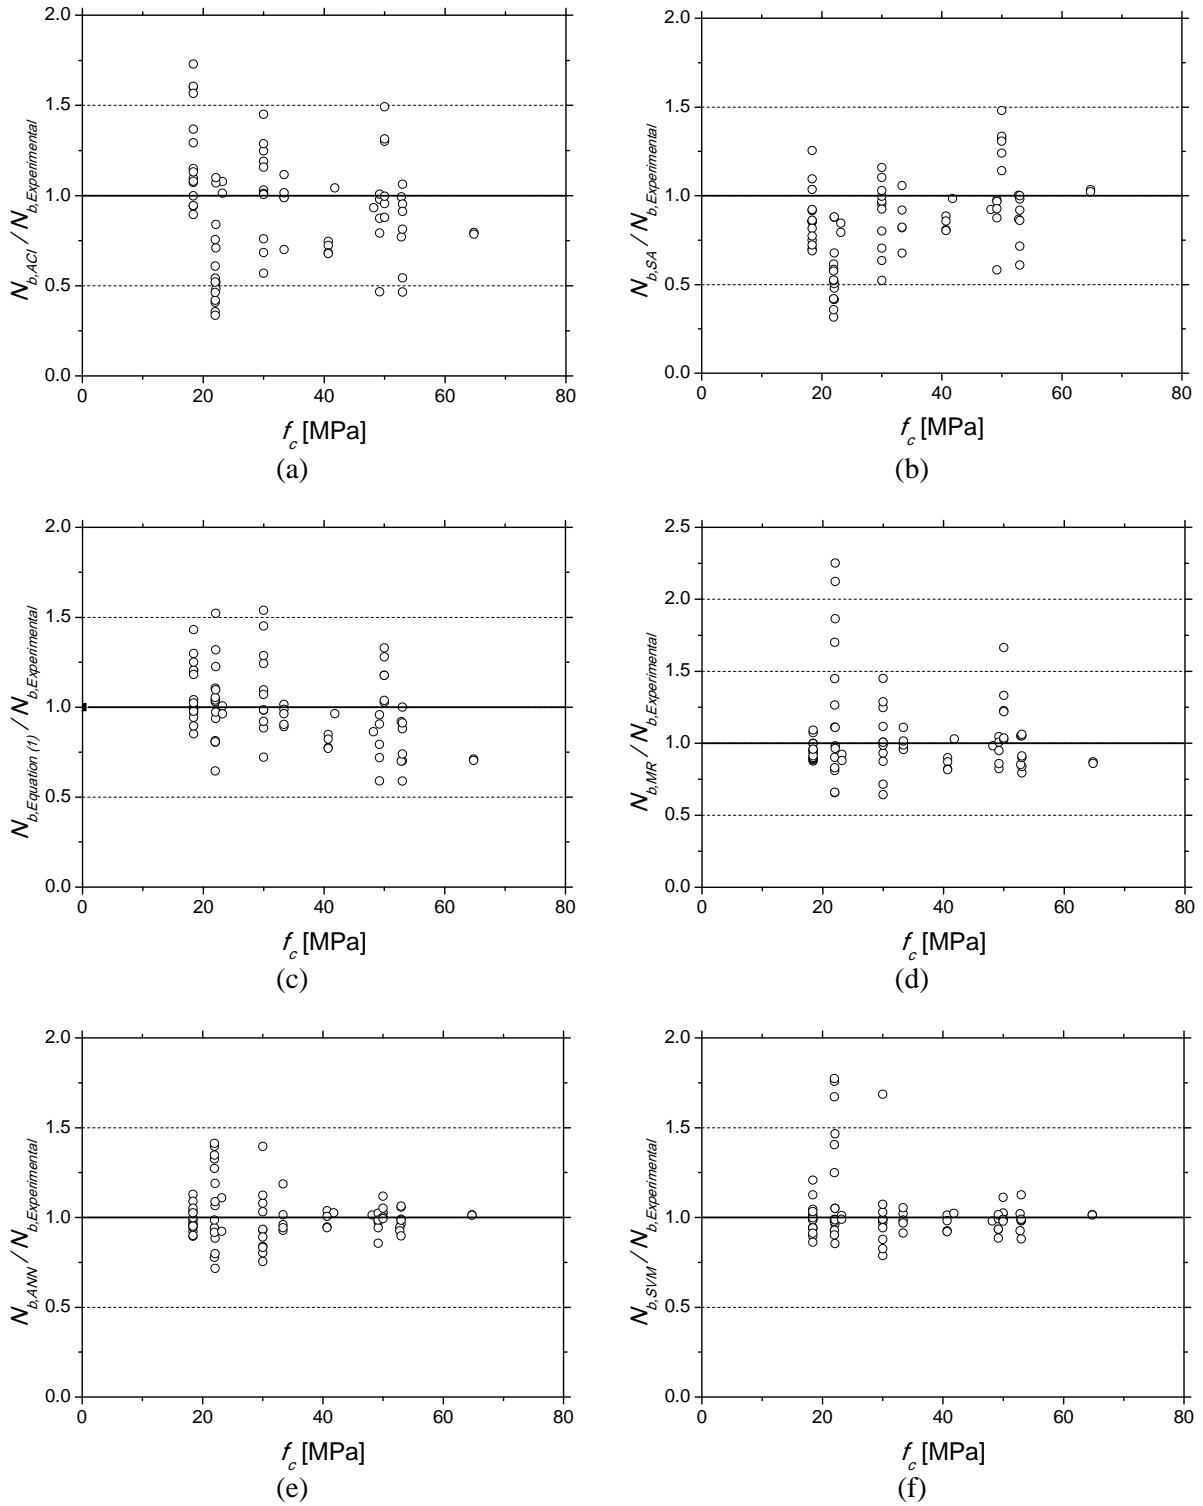 2.0
1.5
1.0
0.5
0.0
N_b,ACI / N_b,Experimental
0 20 40 60 80
f_c [MPa]
(a)
2.0
1.5
1.0
0.5
0.0
N_b,SA / N_b,Experimental
0 20 40 60 80
f_c [MPa]
(b)
2.0
1.5
1.0
0.5
0.0
N_b,Equation (1) / N_b,Experimental
0 20 40 60 80
f_c [MPa]
(c)
2.5
2.0
1.5
1.0
0.5
0.0
N_b,MR / N_b,Experimental
0 20 40 60 80
f_c [MPa]
(d)
2.0
1.5
1.0
0.5
0.0
N_b,ANN / N_b,Experimental
0 20 40 60 80
f_c [MPa]
(e)
2.0
1.5
1.0
0.5
0.0
N_b,SVM / N_b,Experimental
0 20 40 60 80
f_c [MPa]
(f)